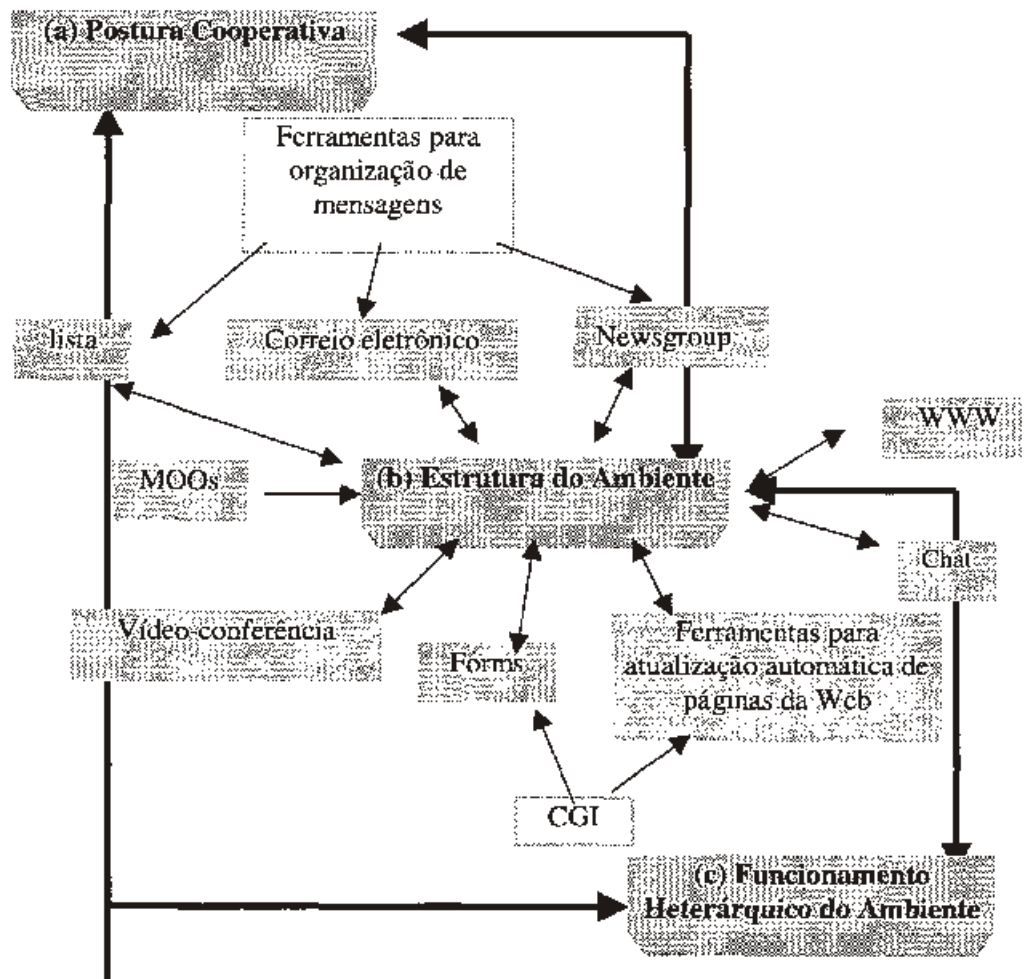 (a) Postura Cooperativa
Ferramentas para
organização de
mensagens
lista
Correio eletrônico
Newsgroup
WWW
MOOs
(b) Estrutura do Ambiente
Chat
Vídeo-conferência
Forms
Ferramentas para
atualização automática de
páginas da Web
CGI
(c) Funcionamento
Heterárquico do Ambiente